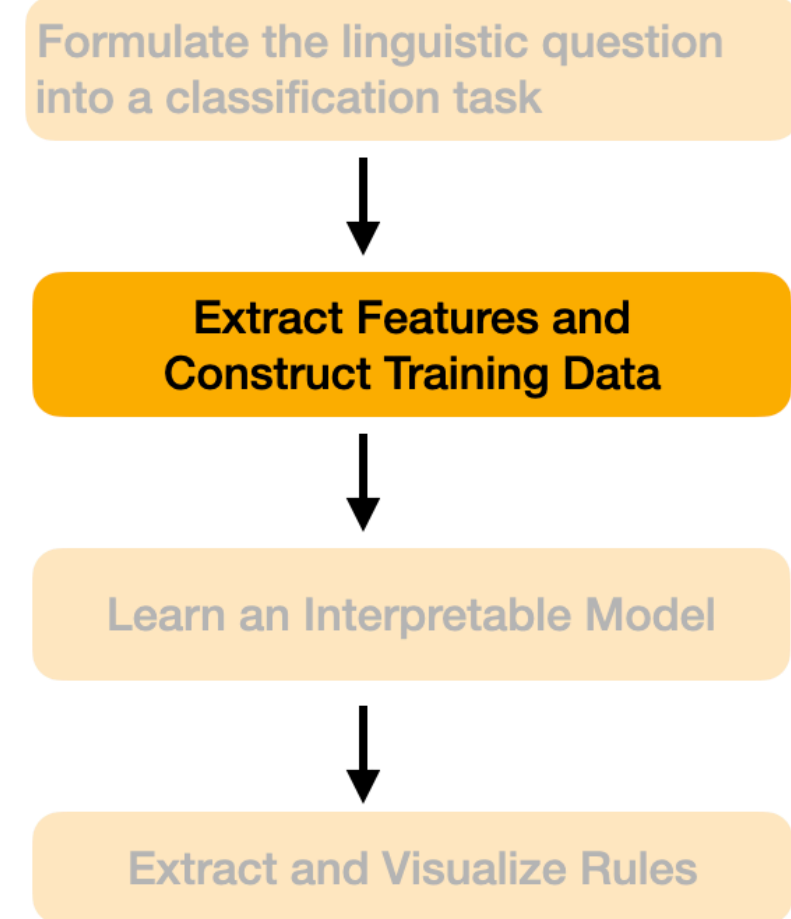 Formulate the linguistic question
into a classification task
Extract Features and
Construct Training Data
Learn an Interpretable Model
Extract and Visualize Rules